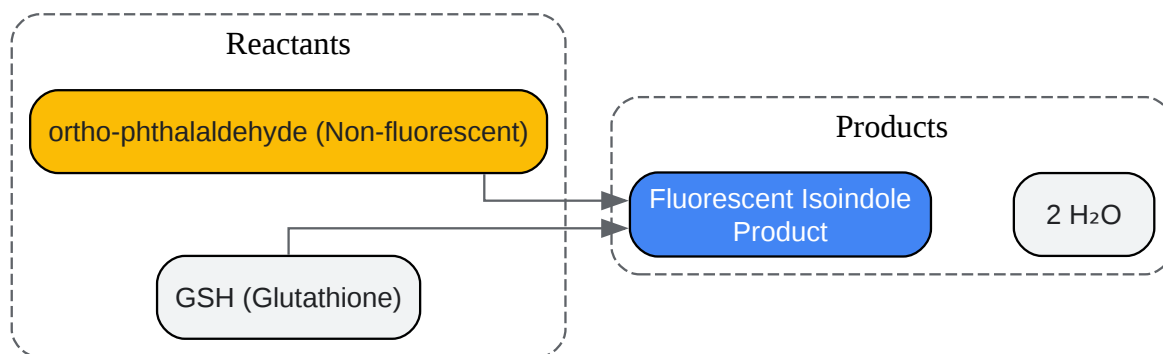 Reactants
ortho-phthalaldehyde (Non-fluorescent)
GSH (Glutathione)
Products
Fluorescent Isoindole
Product
2 H₂O